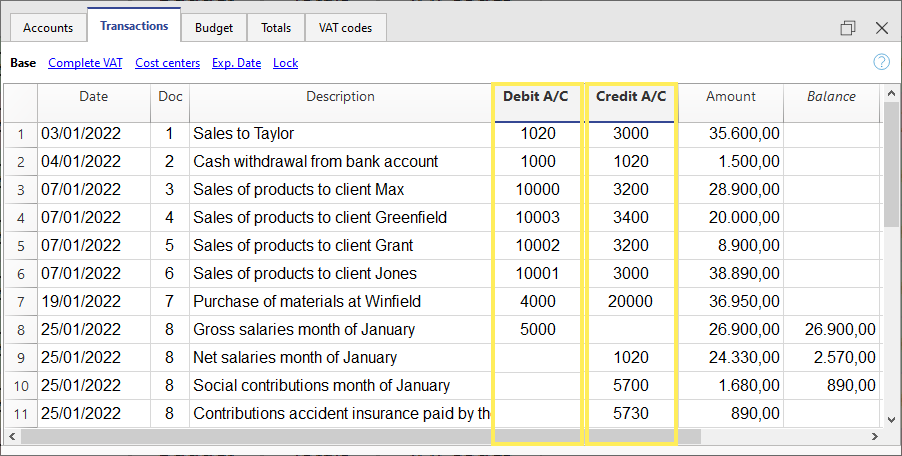 Accounts Transactions Budget Totals VAT codes
Base Complete VAT Cost centers Exp. Date Lock ?
Date Doc Description Debit A/C Credit A/C Amount Balance
1 03/01/2022 1 Sales to Taylor 1020 3000 35.600,00
2 04/01/2022 2 Cash withdrawal from bank account 1000 1020 1.500,00
3 07/01/2022 3 Sales of products to client Max 10000 3200 28.900,00
4 07/01/2022 4 Sales of products to client Greenfield 10003 3400 20.000,00
5 07/01/2022 5 Sales of products to client Grant 10002 3200 8.900,00
6 07/01/2022 6 Sales of products to client Jones 10001 3000 38.890,00
7 19/01/2022 7 Purchase of materials at Winfield 4000 20000 36.950,00
8 25/01/2022 8 Gross salaries month of January 5000 26.900,00 26.900,00
9 25/01/2022 8 Net salaries month of January 1020 24.330,00 2.570,00
10 25/01/2022 8 Social contributions month of January 5700 1.680,00 890,00
11 25/01/2022 8 Contributions accident insurance paid by the 5730 890,00